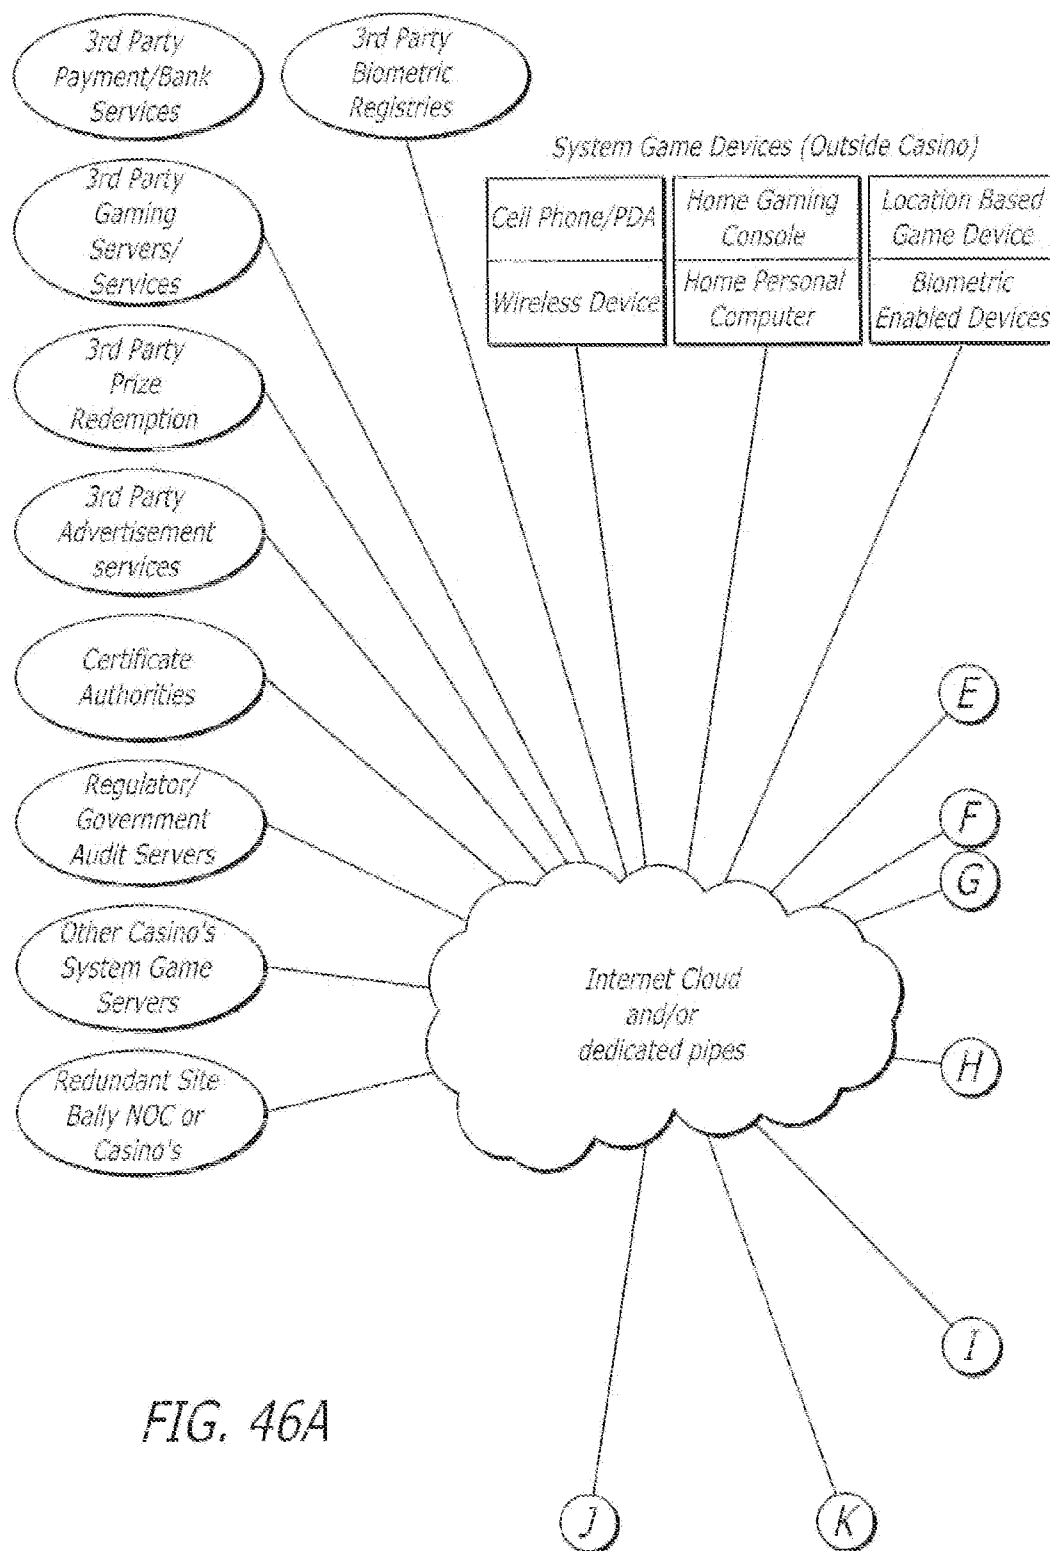 3rd Party
Payment/Bank
Services
3rd Party
Biometric
Registries
System Game Devices (Outside Casino)
3rd Party
Gaming
Servers/
Services
Cell Phone/PDA
Wireless Device
Home Gaming
Console
Home Personal
Computer
Location Based
Game Device
Biometric
Enabled Devices
3rd Party
Prize
Redemption
3rd Party
Advertisement
services
Certificate
Authorities
Regulator/
Government
Audit Servers
Other Casino's
System Game
Servers
Redundant Site
Bally NOC or
Casino's
Internet Cloud
and/or
dedicated pipes
E
F
G
H
I
J
K
FIG. 46A